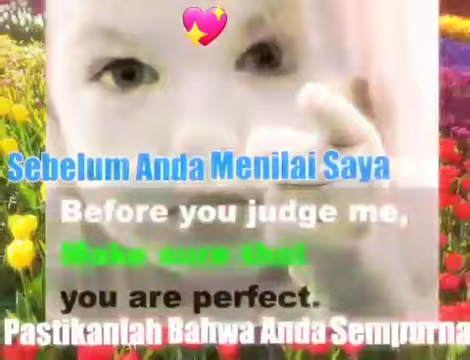 Sebelum Anda Menilai Saya
Before you judge me,
Make sure that
you are perfect.
Pastikanlah Bahwa Anda Sempurna